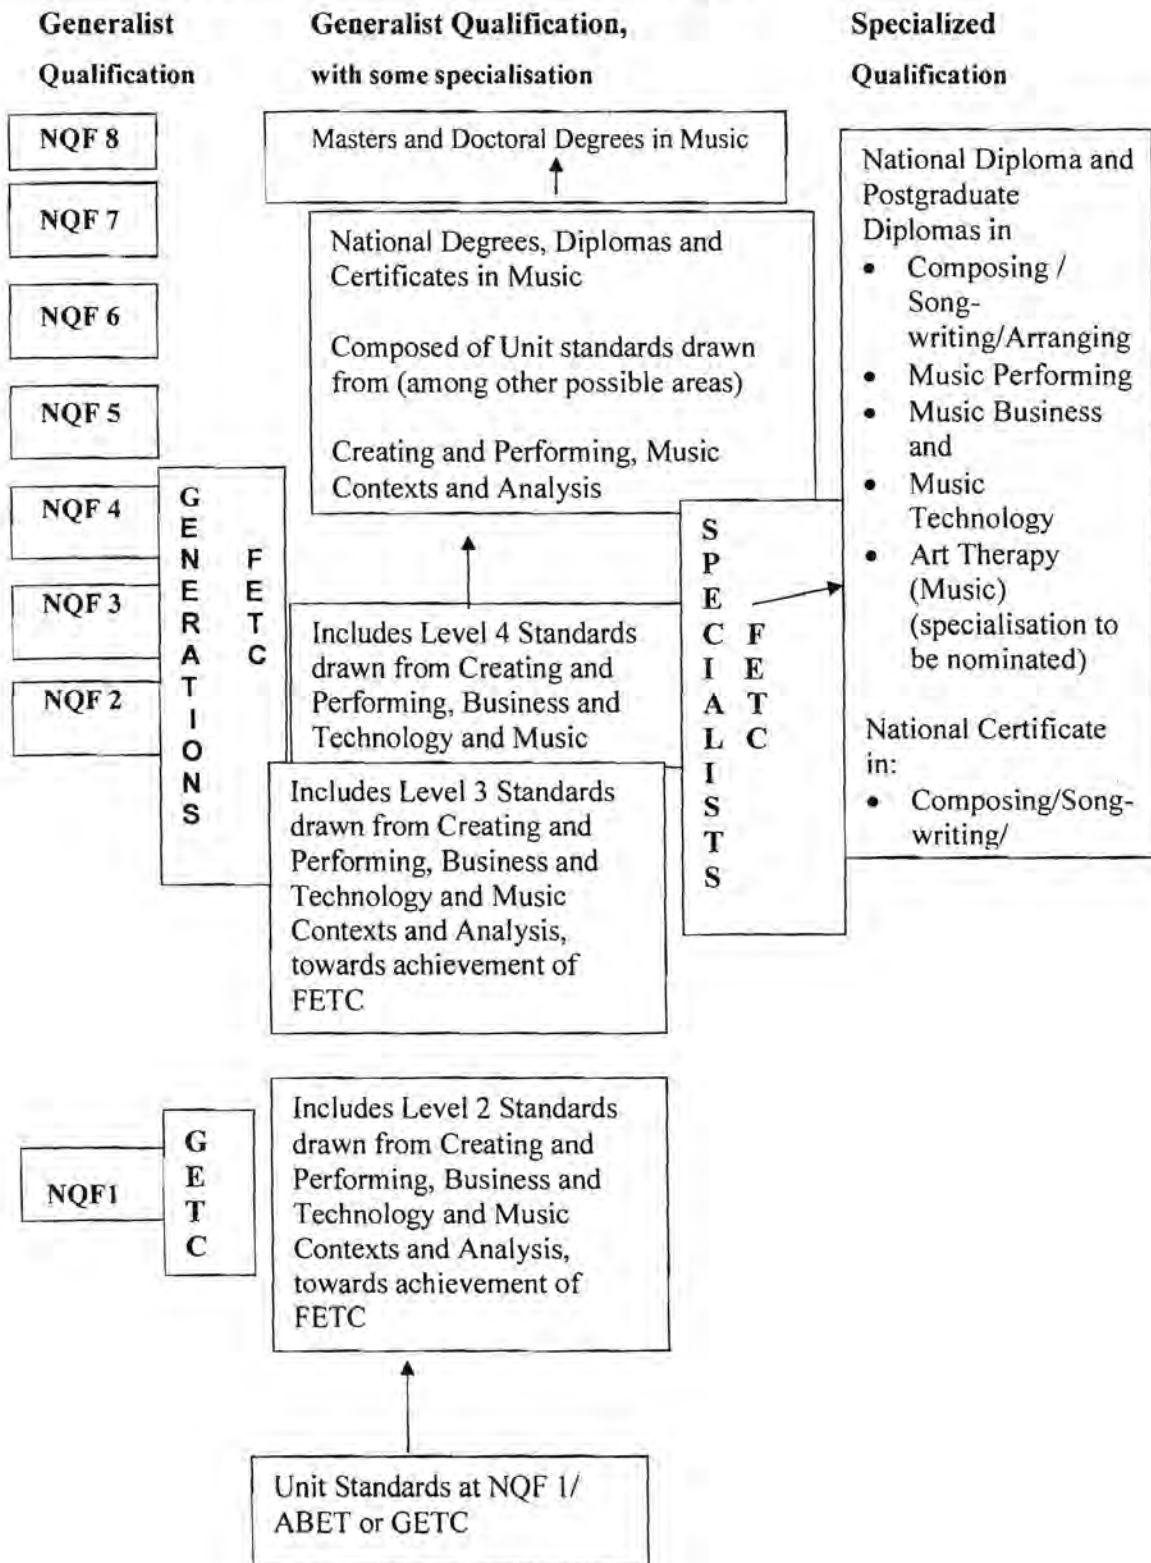 Generalist
Qualification
Generalist Qualification,
with some specialisation
Specialized
Qualification
NQF 8
NQF 7
NQF 6
NQF 5
NQF 4
NQF 3
NQF 2
GENERATIONS
FETC
Masters and Doctoral Degrees in Music
National Degrees, Diplomas and
Certificates in Music
Composed of Unit standards drawn
from (among other possible areas)
Creating and Performing, Music
Contexts and Analysis
Includes Level 4 Standards
drawn from Creating and
Performing, Business and
Technology and Music
Includes Level 3 Standards
drawn from Creating and
Performing, Business and
Technology and Music
Contexts and Analysis,
towards achievement of
FETC
SPECIALISTS
FETC
National Diploma and
Postgraduate
Diplomas in
• Composing /
Song-
writing/Arranging
• Music Performing
• Music Business
and
• Music
Technology
• Art Therapy
(Music)
(specialisation to
be nominated)
National Certificate
in:
• Composing/Song-
writing/
NQF1
GETC
Includes Level 2 Standards
drawn from Creating and
Performing, Business and
Technology and Music
Contexts and Analysis,
towards achievement of
FETC
Unit Standards at NQF 1/
ABET or GETC